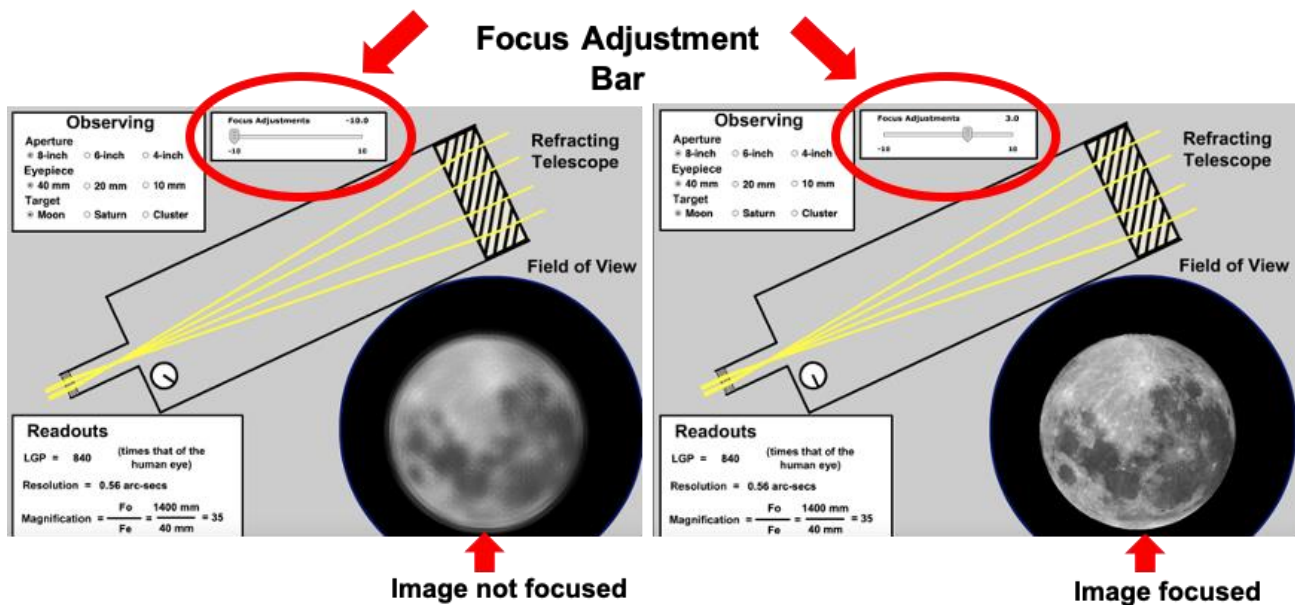 Focus Adjustment
Bar
Observing
Aperture
8-inch 6-inch 4-inch
Eyepiece
40 mm 20 mm 10 mm
Target
Moon Saturn Cluster
Focus Adjustments -10.0
-10 10
Refracting
Telescope
Field of View
Readouts
LGP = 840 (times that of the
human eye)
Resolution = 0.56 arc-secs
Magnification = Fo / Fe = 1400 mm / 40 mm = 35
Image not focused
Observing
Aperture
8-inch 6-inch 4-inch
Eyepiece
40 mm 20 mm 10 mm
Target
Moon Saturn Cluster
Focus Adjustments 3.0
-10 10
Refracting
Telescope
Field of View
Readouts
LGP = 840 (times that of the
human eye)
Resolution = 0.56 arc-secs
Magnification = Fo / Fe = 1400 mm / 40 mm = 35
Image focused